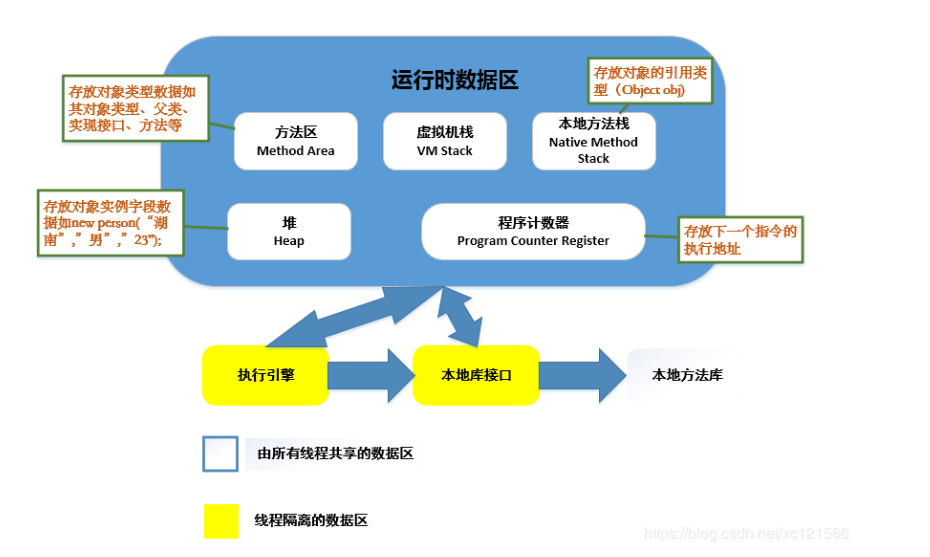 运行时数据区
存放对象的引用类
型（Object obj)
存放对象类型数据如
其对象类型、父类、
实现接口、方法等
方法区
Method Area
虚拟机栈
VM Stack
本地方法栈
Native Method
Stack
存放对象实例字段数
据如new person(“湖
南”,”男”,”23");
堆
Heap
程序计数器
Program Counter Register
存放下一个指令的
执行地址
执行引擎
本地库接口
本地方法库
由所有线程共享的数据区
线程隔离的数据区
https://blog.csdn.net/xc121566